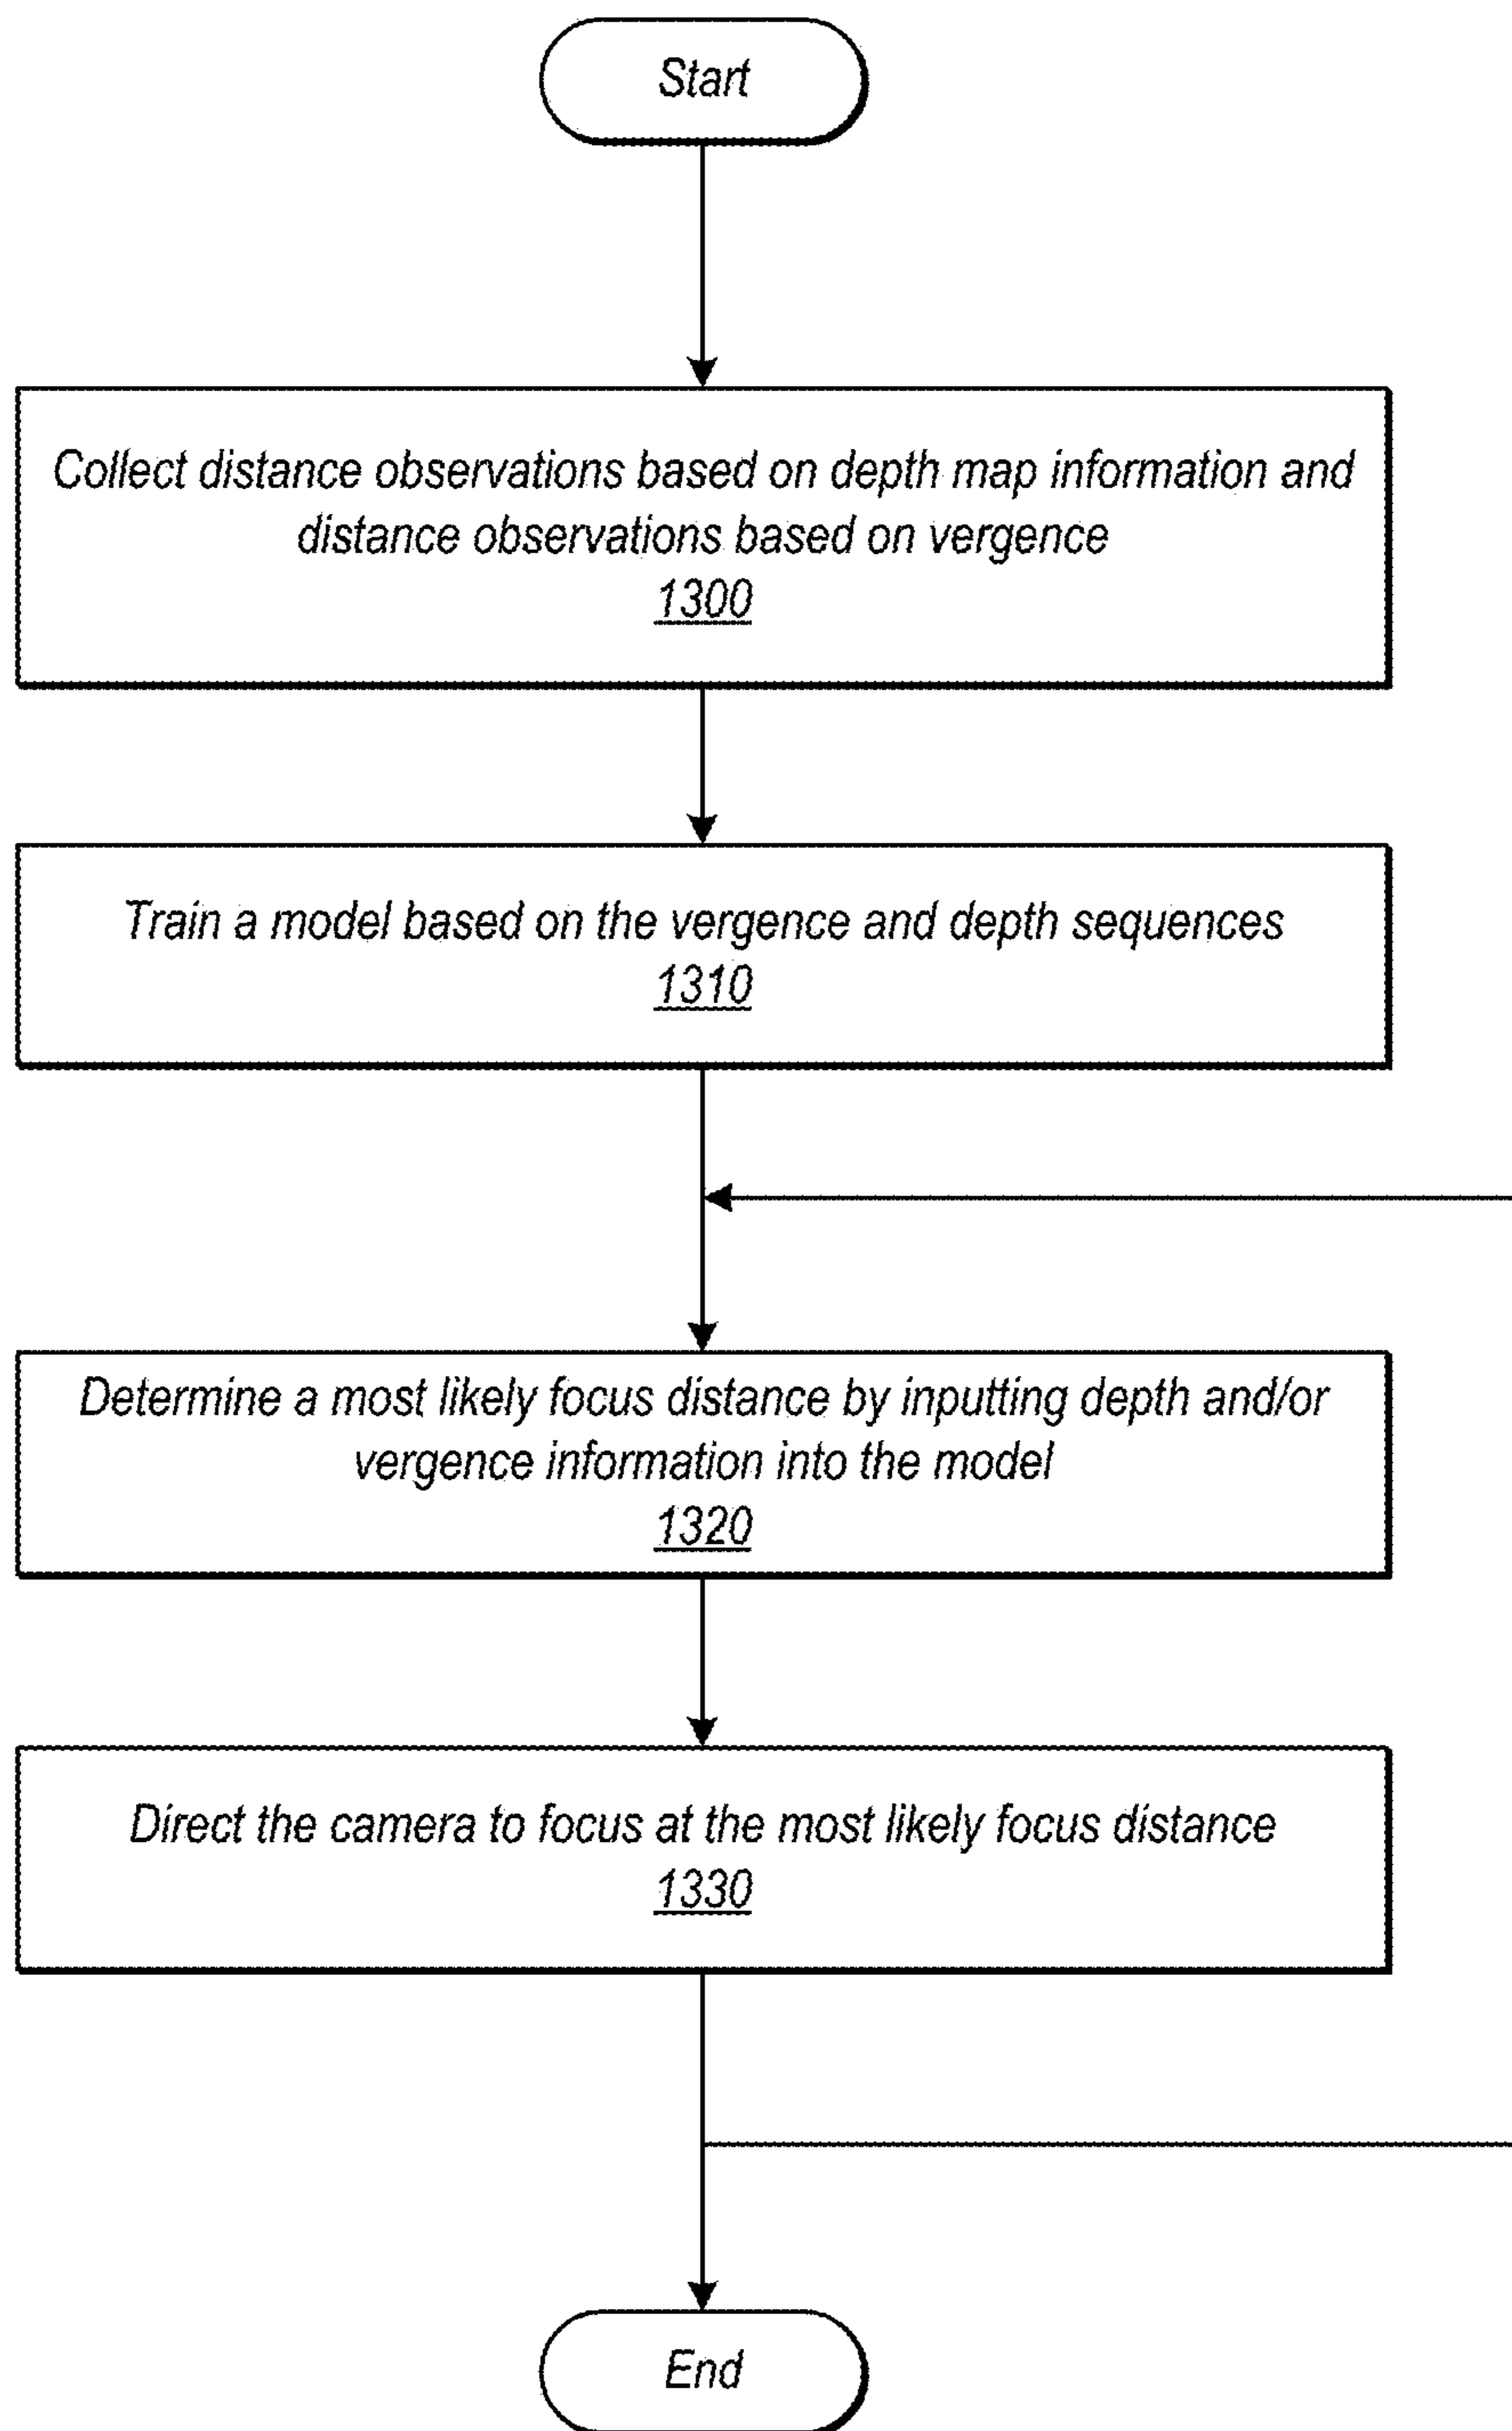 Start
Collect distance observations based on depth map information and
distance observations based on vergence
1300
Train a model based on the vergence and depth sequences
1310
Determine a most likely focus distance by inputting depth and/or
vergence information into the model
1320
Direct the camera to focus at the most likely focus distance
1330
End